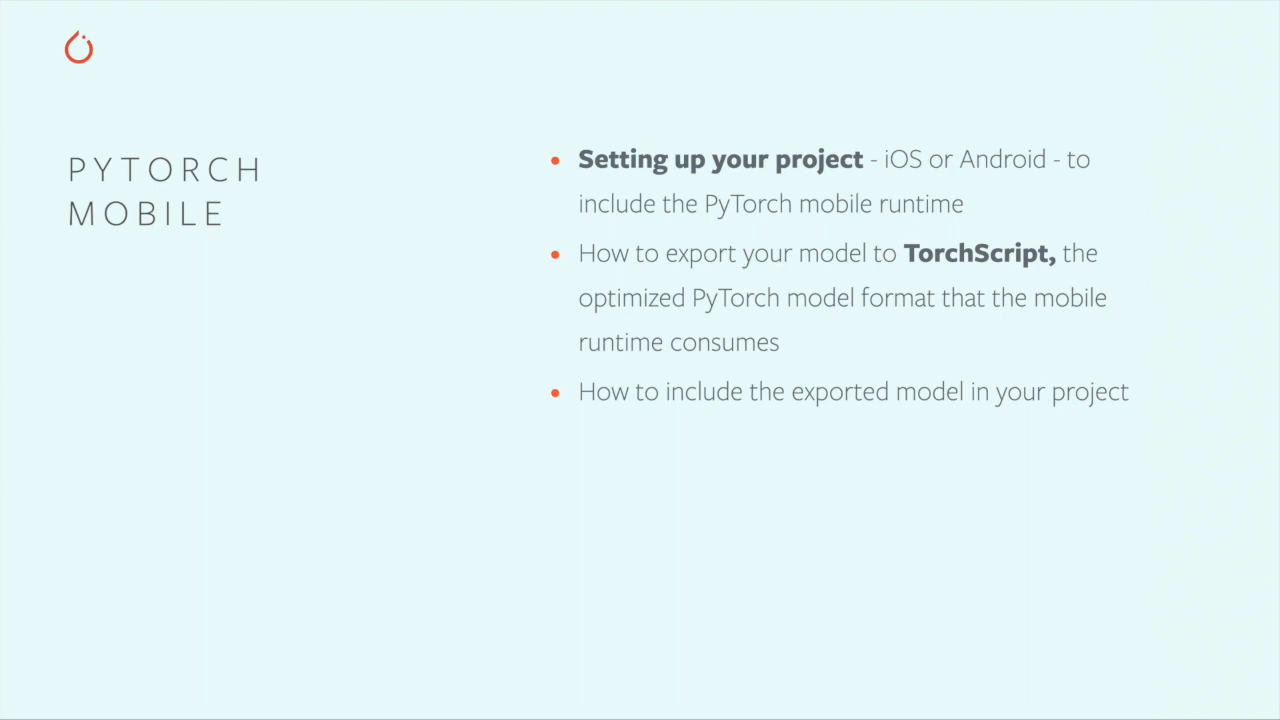 PYTORCH
MOBILE
Setting up your project - iOS or Android - to
include the PyTorch mobile runtime
How to export your model to TorchScript, the
optimized PyTorch model format that the mobile
runtime consumes
How to include the exported model in your project